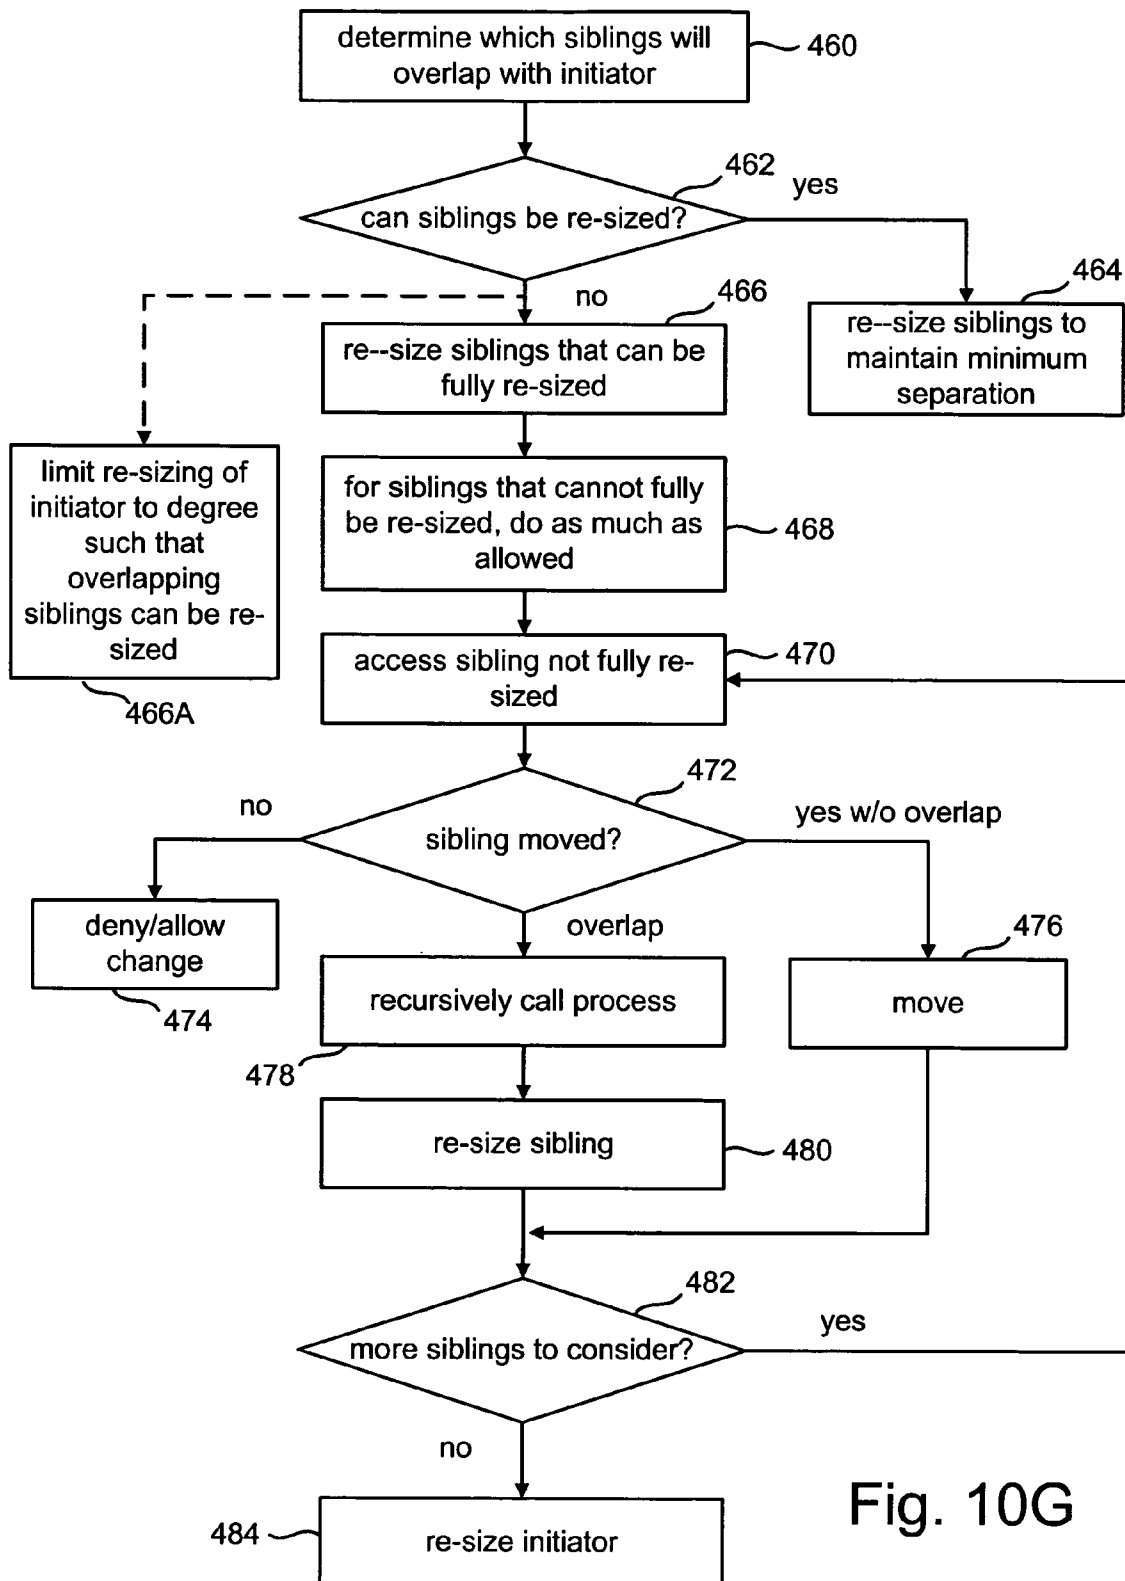 determine which siblings will
overlap with initiator
460
462
yes
can siblings be re-sized?
no
466
464
re--size siblings that can be
fully re-sized
re--size siblings to
maintain minimum
separation
limit re-sizing of
initiator to degree
such that
overlapping
siblings can be re-
sized
466A
for siblings that cannot fully
be re-sized, do as much as
allowed
468
access sibling not fully re-
sized
470
472
no
yes w/o overlap
sibling moved?
deny/allow
change
474
overlap
476
recursively call process
move
478
re-size sibling
480
482
yes
more siblings to consider?
no
484
re-size initiator
Fig. 10G